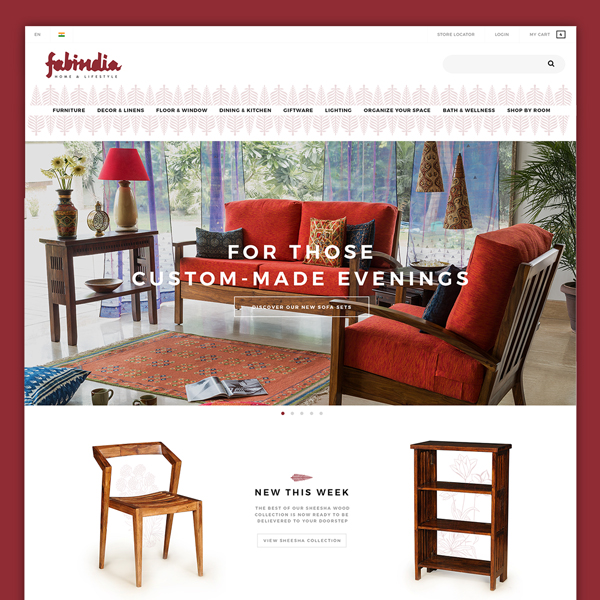 EN
STORE LOCATOR LOGIN MY CART
fabindia
HOME & LIFESTYLE
FURNITURE DECOR & LINENS FLOOR & WINDOW DINING & KITCHEN GIFTWARE LIGHTING ORGANIZE YOUR SPACE BATH & WELLNESS SHOP BY ROOM
FOR THOSE
CUSTOM-MADE EVENINGS
DISCOVER OUR NEW SOFA SETS
NEW THIS WEEK
THE BEST OF OUR SHEESHA WOOD
COLLECTION IS NOW READY TO BE
DELIEVERED TO YOUR DOORSTEP
VIEW SHEESHA COLLECTION